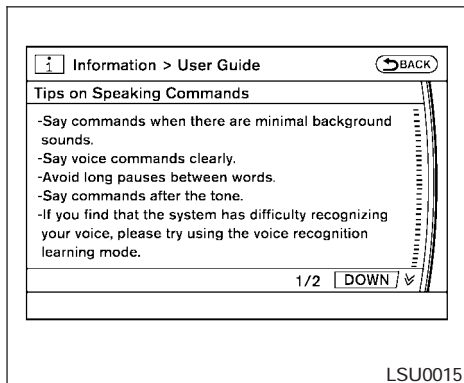 i Information > User Guide BACK
Tips on Speaking Commands
-Say commands when there are minimal background
sounds.
-Say voice commands clearly.
-Avoid long pauses between words.
-Say commands after the tone.
-If you find that the system has difficulty recognizing
your voice, please try using the voice recognition
learning mode.
1/2 DOWN
LSU0015